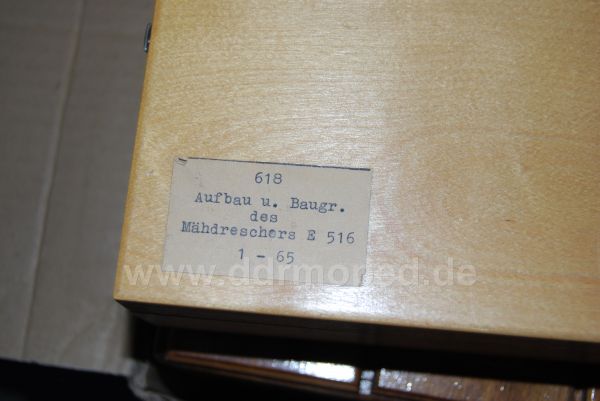 618
Aufbau u. Baugr.
des
Mähdreschers E 516
1 - 65
www.ddrmoped.de